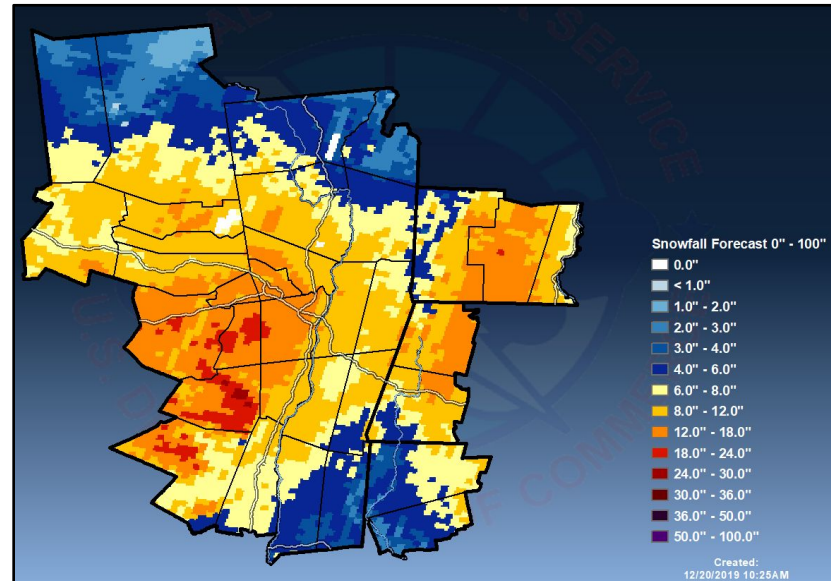 Snowfall Forecast 0" - 100"
0.0"
< 1.0"
1.0" - 2.0"
2.0" - 3.0"
3.0" - 4.0"
4.0" - 6.0"
6.0" - 8.0"
8.0" - 12.0"
12.0" - 18.0"
18.0" - 24.0"
24.0" - 30.0"
30.0" - 36.0"
36.0" - 50.0"
50.0" - 100.0"
Created:
12/20/2019 10:25AM
SERVICE
U.S.
OF COMME